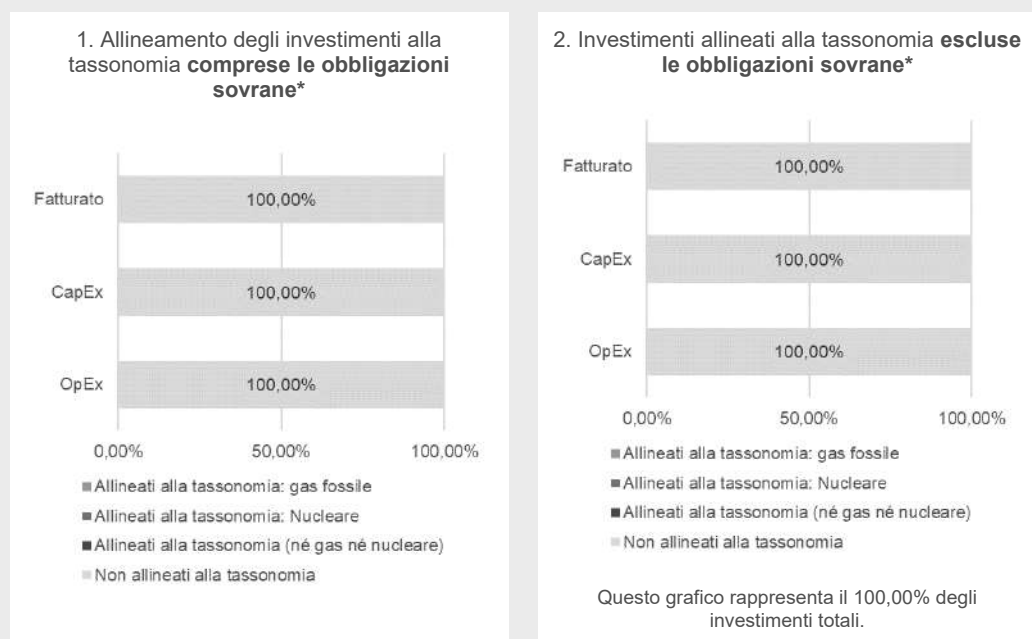 1. Allineamento degli investimenti alla
tassonomia comprese le obbligazioni
sovrane*
Fatturato
100,00%
CapEx
100,00%
OpEx
100,00%
0,00%
50,00%
100,00%
Allineati alla tassonomia: gas fossile
Allineati alla tassonomia: Nucleare
Allineati alla tassonomia (né gas né nucleare)
Non allineati alla tassonomia
2. Investimenti allineati alla tassonomia escluse
le obbligazioni sovrane*
Fatturato
100,00%
CapEx
100,00%
OpEx
100,00%
0,00%
50,00%
100,00%
Allineati alla tassonomia: gas fossile
Allineati alla tassonomia: Nucleare
Allineati alla tassonomia (né gas né nucleare)
Non allineati alla tassonomia
Questo grafico rappresenta il 100,00% degli
investimenti totali.